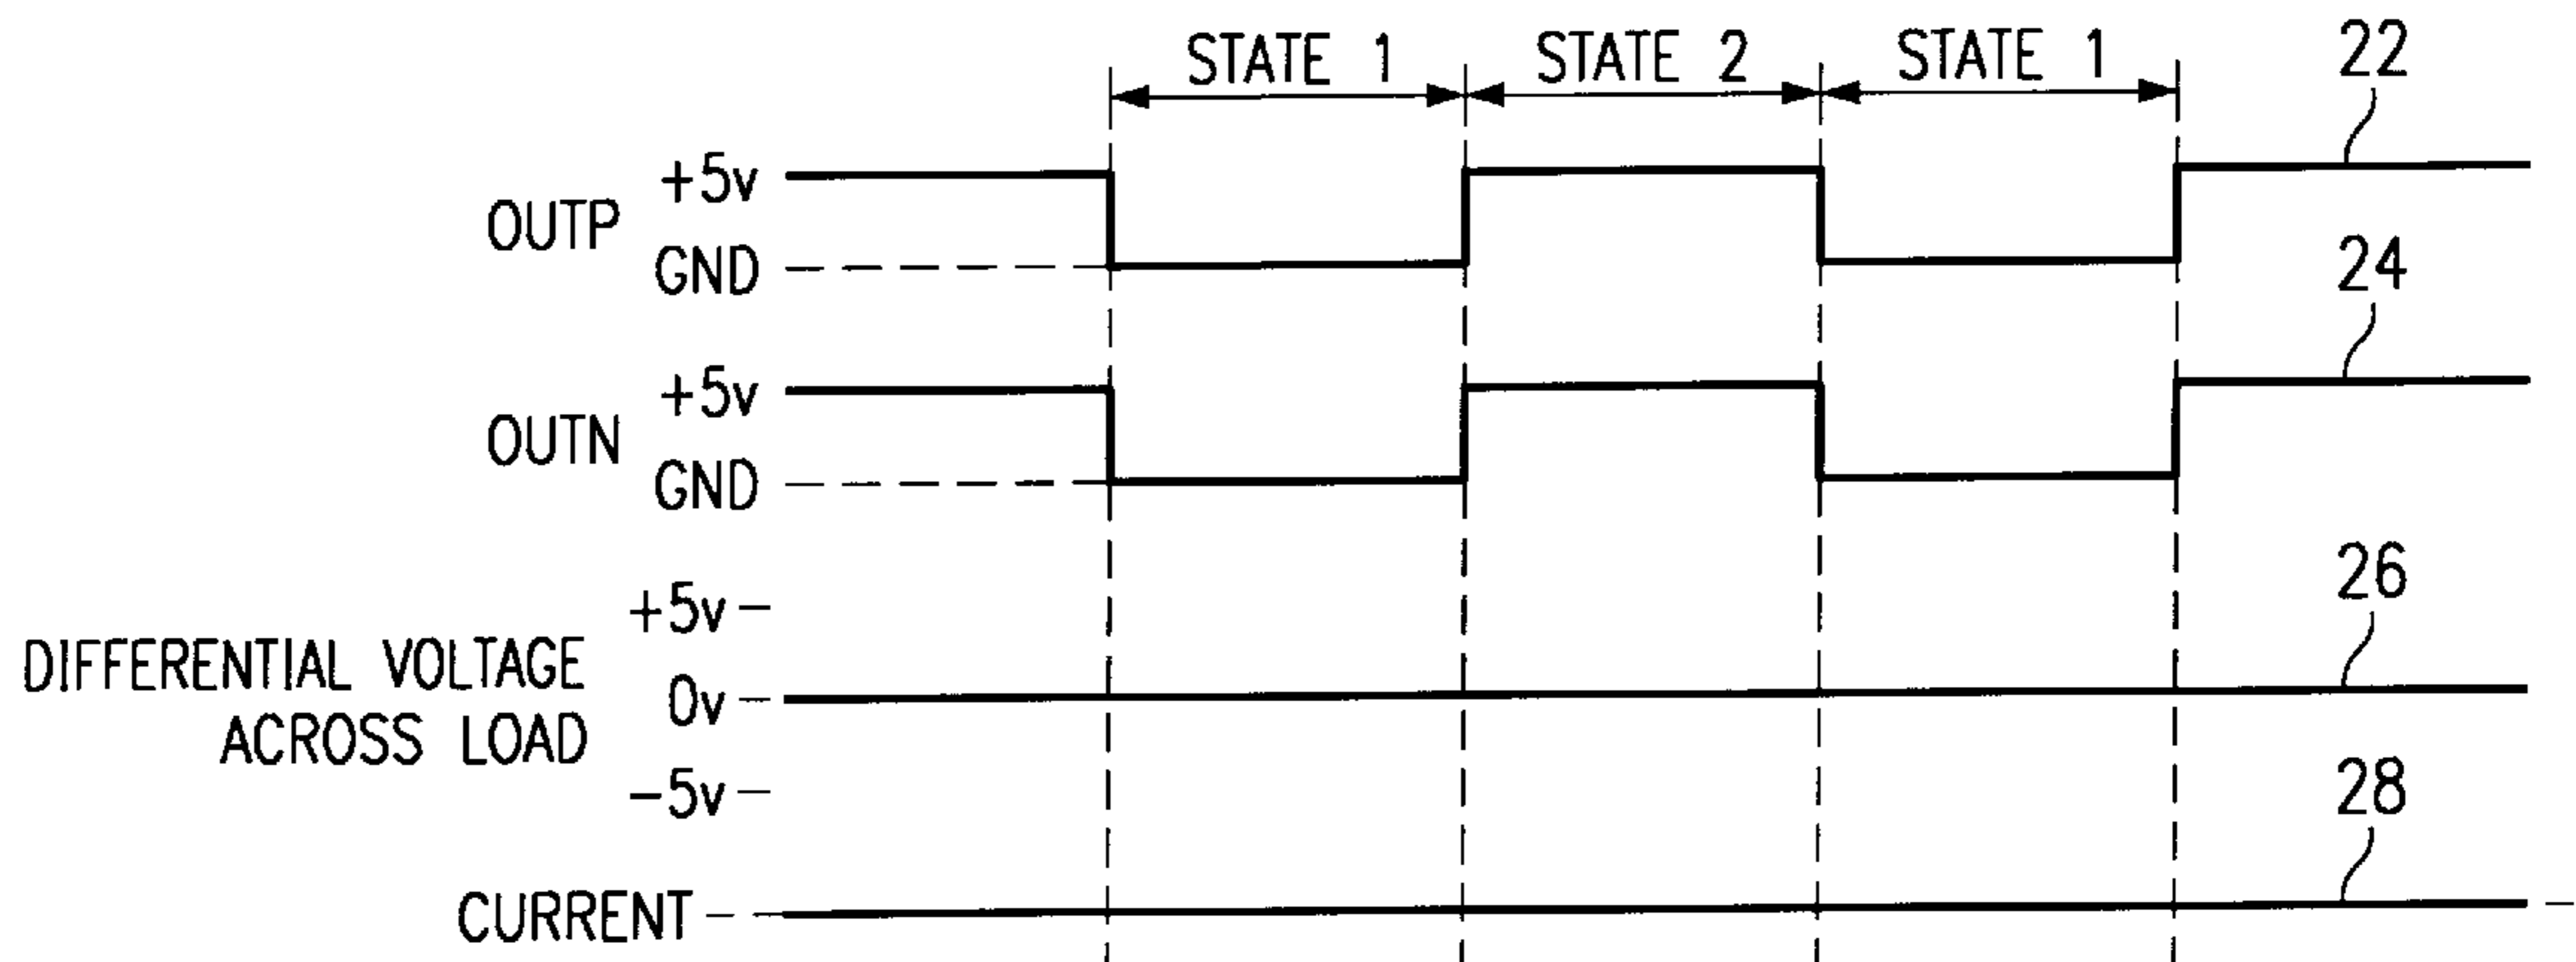 STATE 1 STATE 2 STATE 1 22
+5v
OUTP
GND
24
+5v
OUTN
GND
26
+5v
DIFFERENTIAL VOLTAGE
0v
ACROSS LOAD
-5v
28
CURRENT